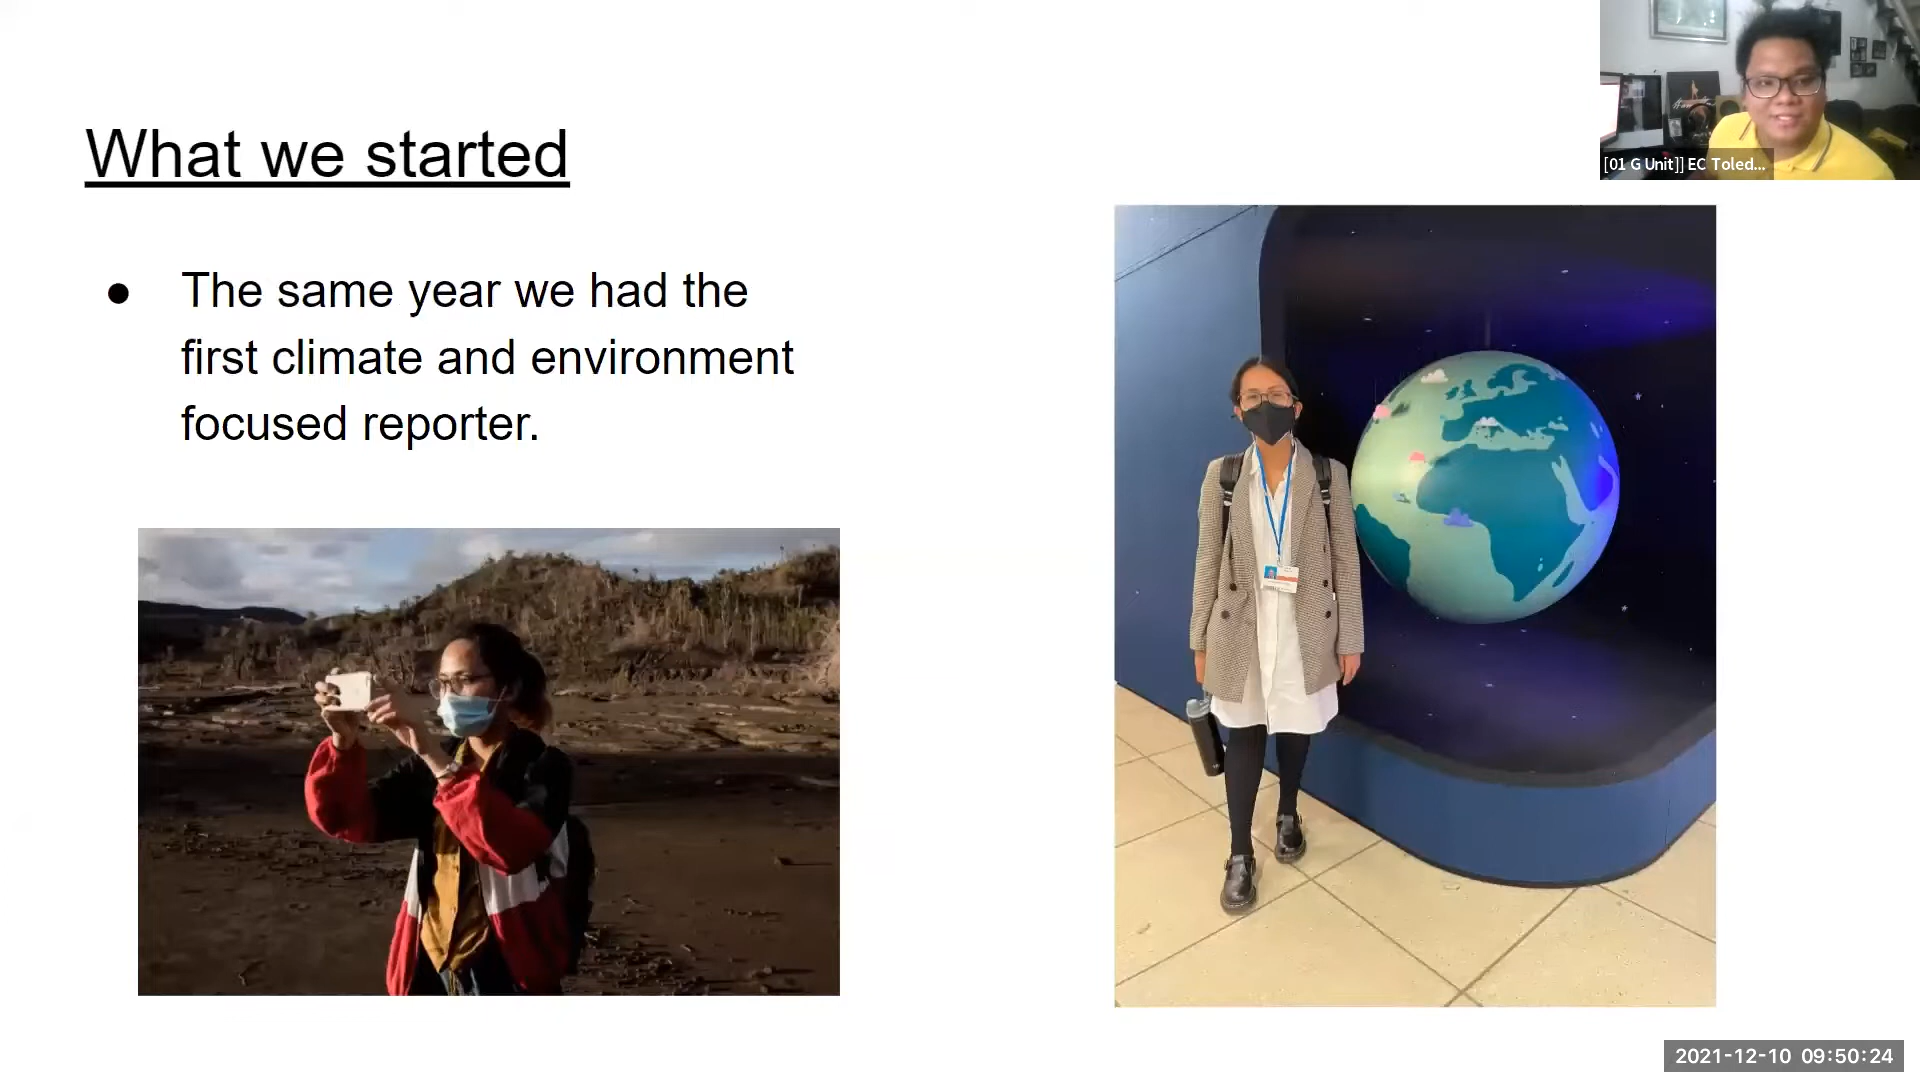 [01 G Unit]] EC Toled...
What we started
● The same year we had the
first climate and environment
focused reporter.
2021-12-10 09:50:24